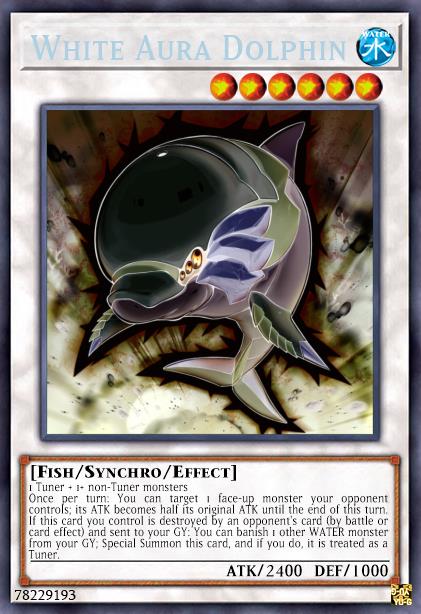 White Aura Dolphin
WATER
水
[Fish/Synchro/Effect]
1 Tuner + 1+ non-Tuner monsters
Once per turn: You can target 1 face-up monster your opponent
controls; its ATK becomes half its original ATK until the end of this turn.
If this card you control is destroyed by an opponent's card (by battle or
card effect) and sent to your GY: You can banish 1 other WATER monster
from your GY; Special Summon this card, and if you do, it is treated as a
Tuner.
ATK/2400 DEF/1000
78229193